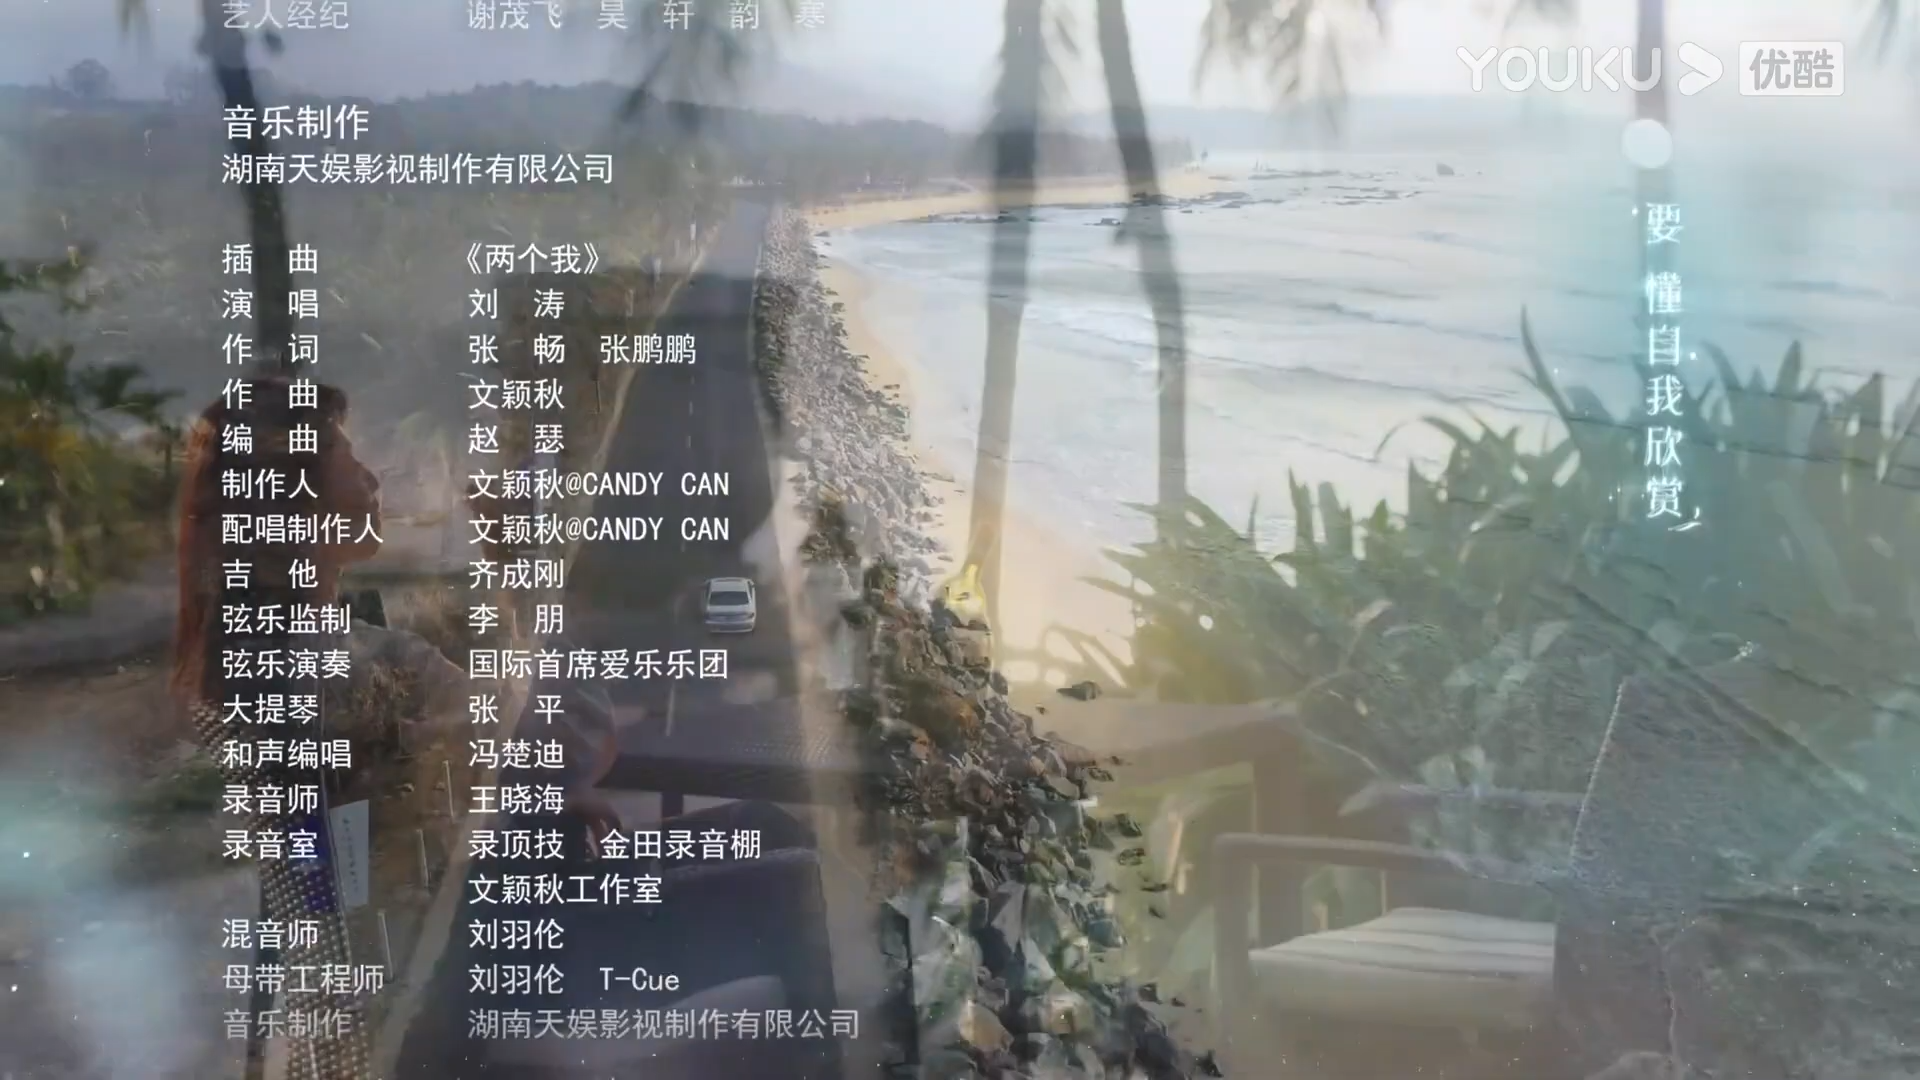 艺人经纪 谢茂飞 昊 轩 韵 寒
YOUKU 优酷
音乐制作
湖南天娱影视制作有限公司
插 曲 《两个我》
演 唱 刘 涛
作 词 张 畅 张鹏鹏
作 曲 文颖秋
编 曲 赵 瑟
制作人 文颖秋@CANDY CAN
配唱制作人 文颖秋@CANDY CAN
吉 他 齐成刚
弦乐监制 李 朋
弦乐演奏 国际首席爱乐乐团
大提琴 张 平
和声编唱 冯楚迪
录音师 王晓海
录音室 录顶技 金田录音棚
文颖秋工作室
混音师 刘羽伦
母带工程师 刘羽伦 T-Cue
音乐制作 湖南天娱影视制作有限公司
要懂自我欣赏